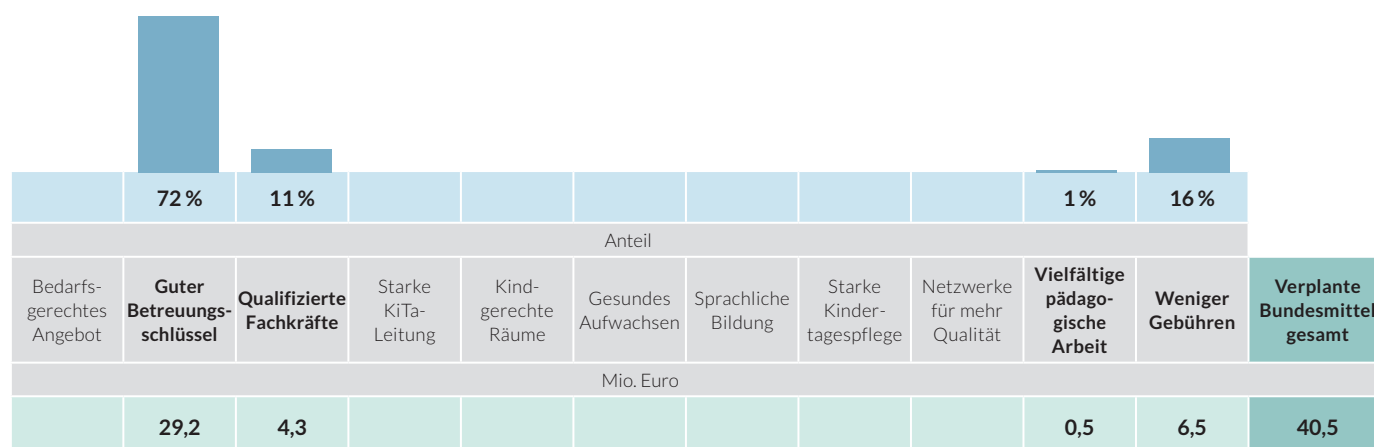 72 % 11 % 1 % 16 %
Anteil
Bedarfs-
gerechtes
Angebot
Guter
Betreuungs-
schlüssel
Qualifizierte
Fachkräfte
Starke
KiTa-
Leitung
Kind-
gerechte
Räume
Gesundes
Aufwachsen
Sprachliche
Bildung
Starke
Kinder-
tagespflege
Netzwerke
für mehr
Qualität
Vielfältige
pädago-
gische
Arbeit
Weniger
Gebühren
Verplante
Bundesmittel
gesamt
Mio. Euro
29,2 4,3 0,5 6,5 40,5